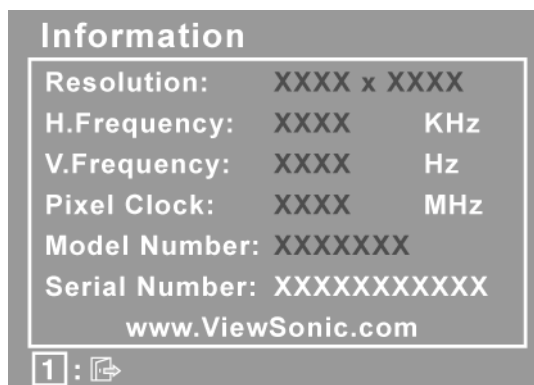 Information
Resolution: XXXX x XXXX
H.Frequency: XXXX KHz
V.Frequency: XXXX Hz
Pixel Clock: XXXX MHz
Model Number: XXXXXXX
Serial Number: XXXXXXXXXXX
www.ViewSonic.com
1 :